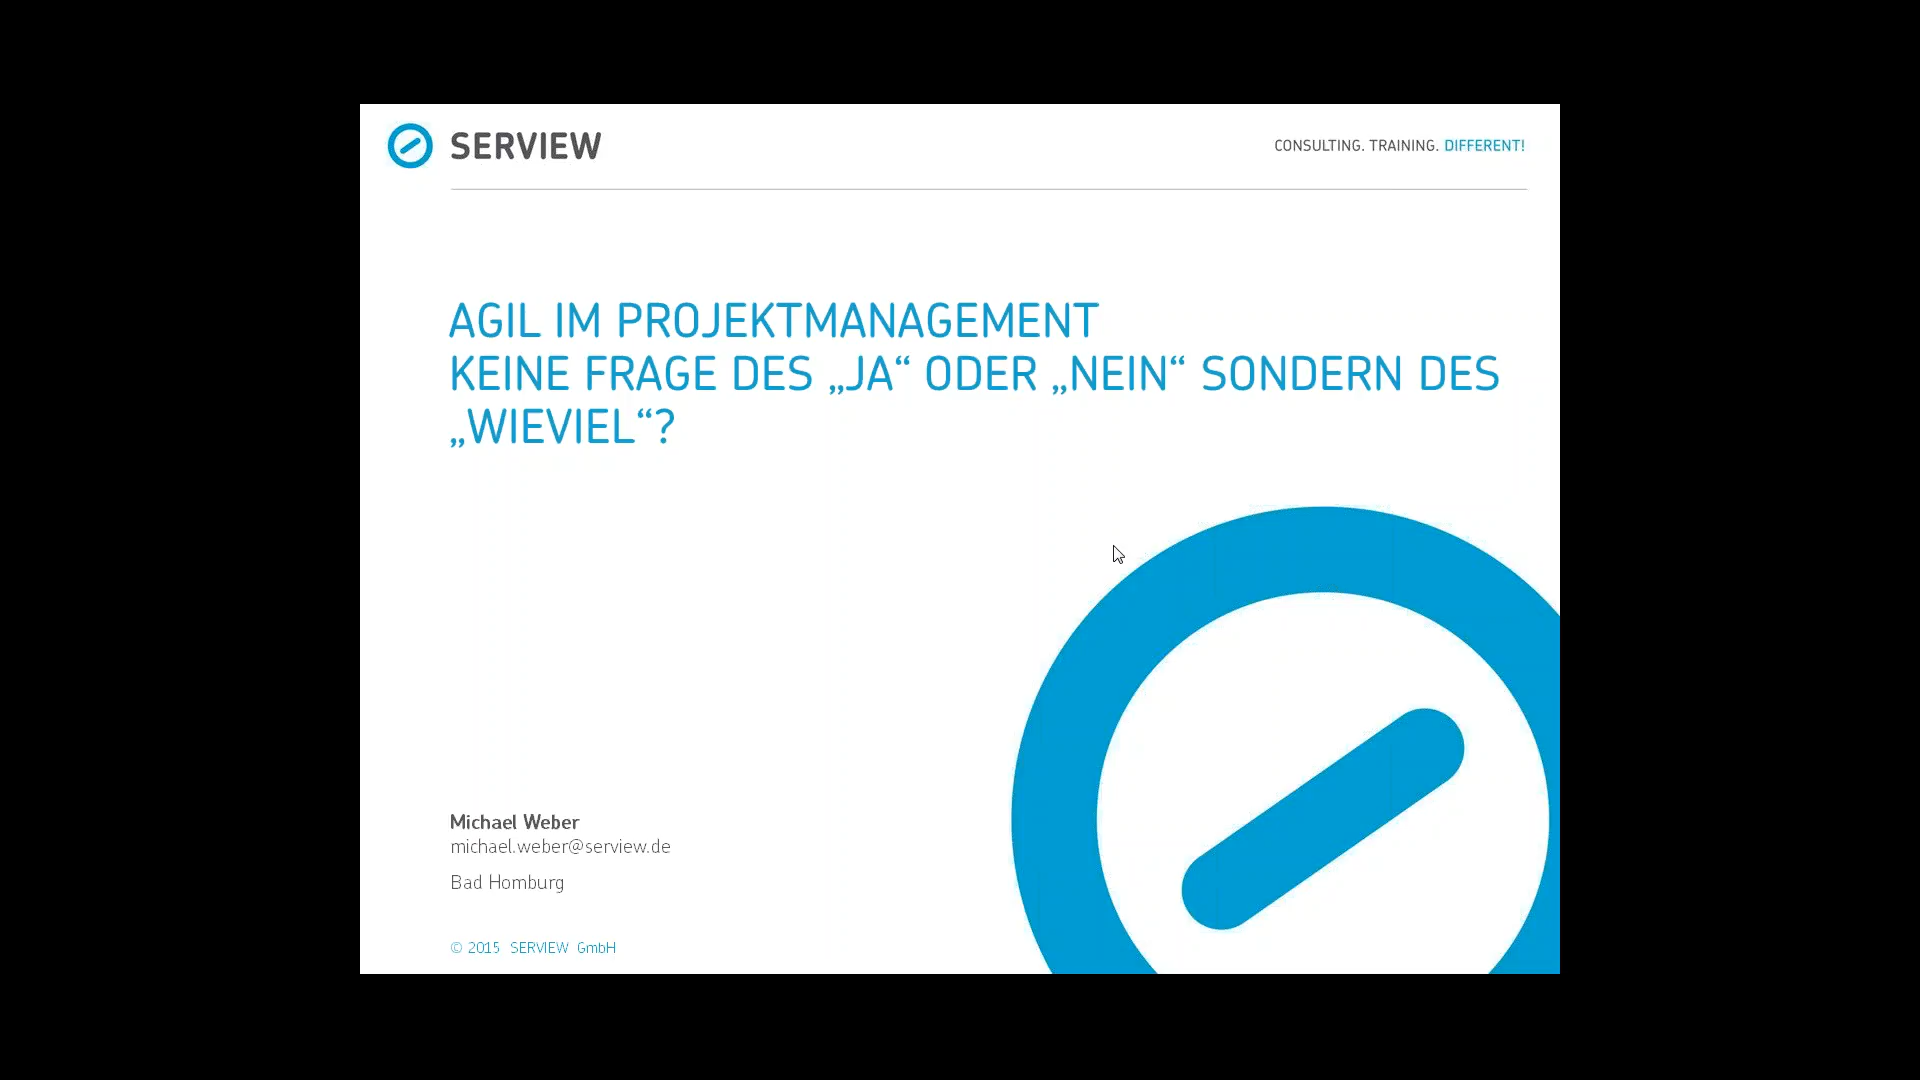 SERVIEW
CONSULTING. TRAINING. DIFFERENT!
AGIL IM PROJEKTMANAGEMENT
KEINE FRAGE DES „JA“ ODER „NEIN“ SONDERN DES
„WIEVIEL“?
Michael Weber
michael.weber@serview.de
Bad Homburg
© 2015 SERVIEW GmbH